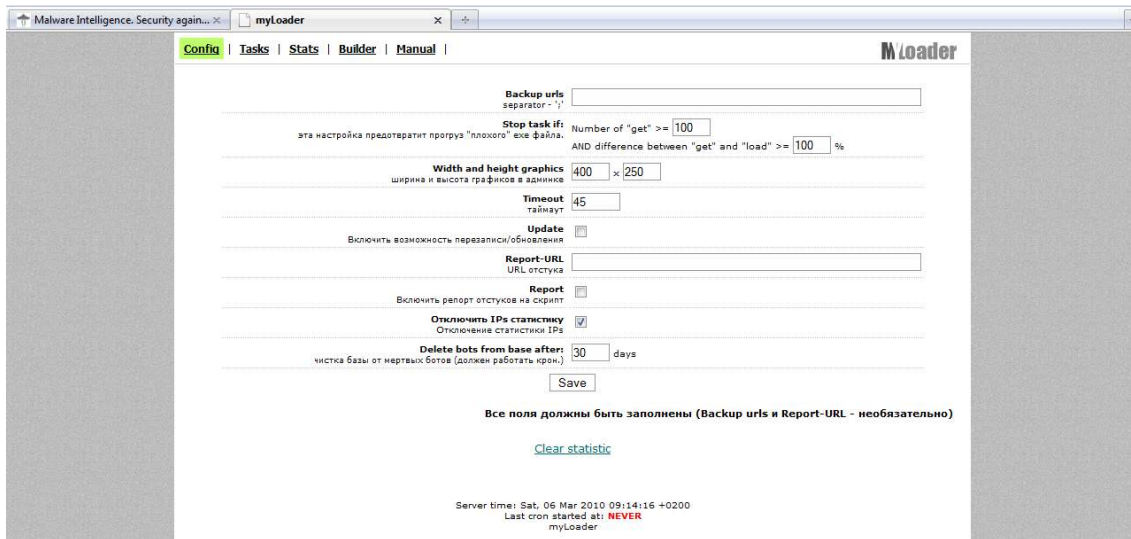 Malware Intelligence. Security again...
myLoader
Config | Tasks | Stats | Builder | Manual |
MyLoader
Backup urls
separator - ';'
Stop task if:
эта настройка предотвратит прогруз "плохого" exe файла.
Number of "get" >= 100
AND difference between "get" and "load" >= 100 %
Width and height graphics
ширина и высота графиков в админке
400 x 250
Timeout
таймаут
45
Update
Включить возможность перезаписи/обновления
Report-URL
URL отстука
Report
Включить репорт отстуков на скрипт
Отключить IPs статистику
Отключение статистики IPs
Delete bots from base after:
чистка базы от мертвых ботов (должен работать крон.)
30 days
Save
Все поля должны быть заполнены (Backup urls и Report-URL - необязательно)
Clear statistic
Server time: Sat, 06 Mar 2010 09:14:16 +0200
Last cron started at: NEVER
myLoader